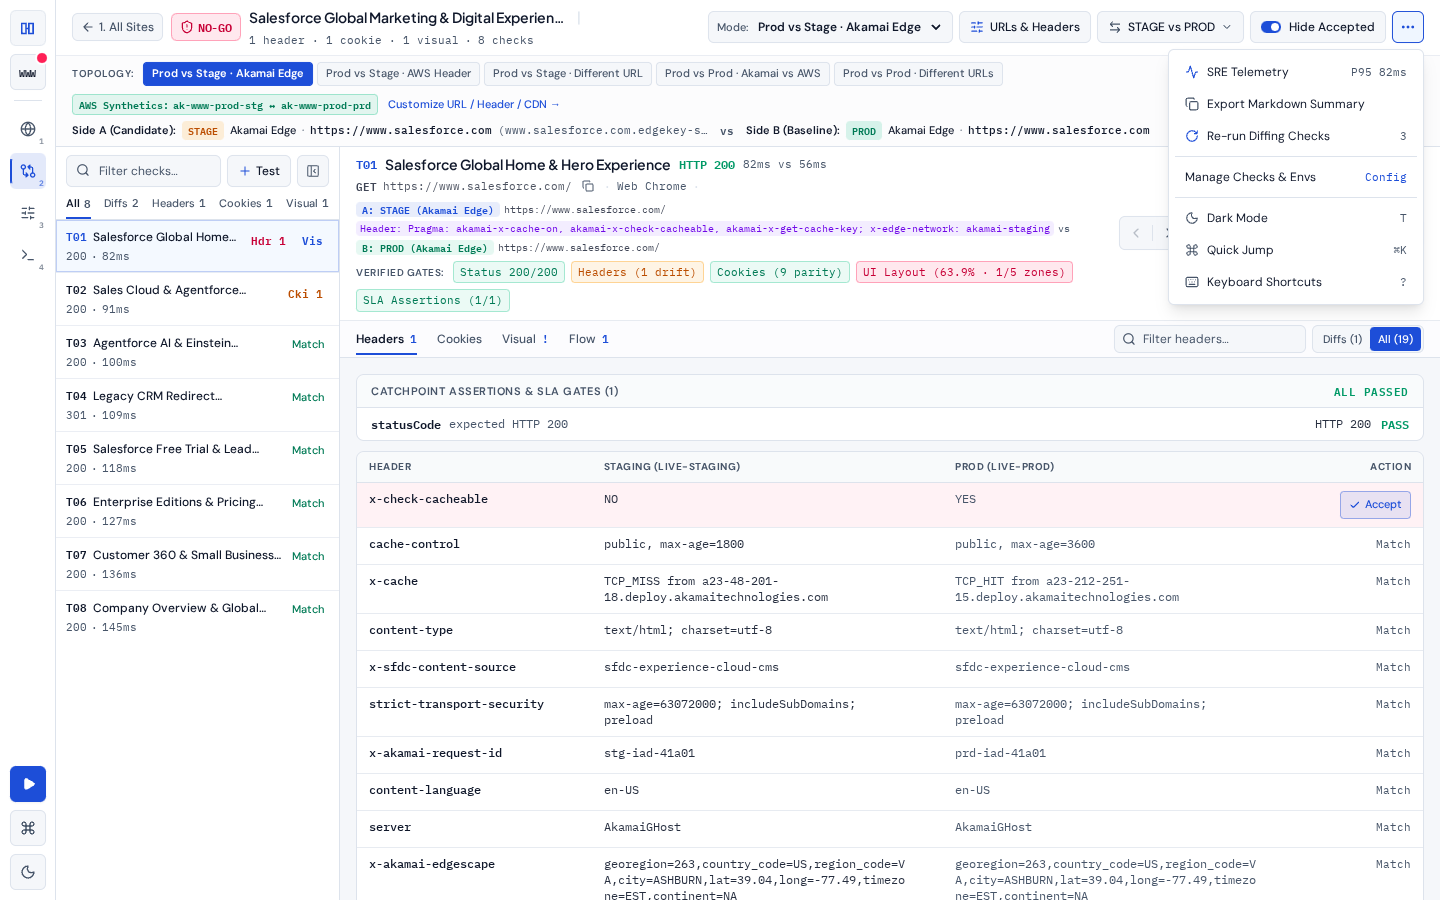 1. All Sites
NO-GO
Salesforce Global Marketing & Digital Experien...
1 header · 1 cookie · 1 visual · 8 checks
Mode: Prod vs Stage · Akamai Edge
URLs & Headers
STAGE vs PROD
Hide Accepted
WWW
1
2
3
4
TOPOLOGY:
Prod vs Stage · Akamai Edge
Prod vs Stage · AWS Header
Prod vs Stage · Different URL
Prod vs Prod · Akamai vs AWS
Prod vs Prod · Different URLs
AWS Synthetics: ak-www-prod-stg ↔ ak-www-prod-prd
Customize URL / Header / CDN →
Side A (Candidate): STAGE Akamai Edge · https://www.salesforce.com (www.salesforce.com.edgekey-s… vs Side B (Baseline): PROD Akamai Edge · https://www.salesforce.com
SRE Telemetry P95 82ms
Export Markdown Summary
Re-run Diffing Checks 3
Manage Checks & Envs Config
Dark Mode T
Quick Jump ⌘K
Keyboard Shortcuts ?
Filter checks...
+ Test
All 8 Diffs 2 Headers 1 Cookies 1 Visual 1
T01 Salesforce Global Home... Hdr 1 Vis
200 · 82ms
T02 Sales Cloud & Agentforce... Cki 1
200 · 91ms
T03 Agentforce AI & Einstein... Match
200 · 100ms
T04 Legacy CRM Redirect... Match
301 · 109ms
T05 Salesforce Free Trial & Lead... Match
200 · 118ms
T06 Enterprise Editions & Pricing... Match
200 · 127ms
T07 Customer 360 & Small Business... Match
200 · 136ms
T08 Company Overview & Global... Match
200 · 145ms
T01 Salesforce Global Home & Hero Experience HTTP 200 82ms vs 56ms
GET https://www.salesforce.com/ · Web Chrome ·
A: STAGE (Akamai Edge) https://www.salesforce.com/
Header: Pragma: akamai-x-cache-on, akamai-x-check-cacheable, akamai-x-get-cache-key; x-edge-network: akamai-staging vs
B: PROD (Akamai Edge) https://www.salesforce.com/
VERIFIED GATES: Status 200/200 Headers (1 drift) Cookies (9 parity) UI Layout (63.9% · 1/5 zones)
SLA Assertions (1/1)
Headers 1 Cookies Visual ! Flow 1
Filter headers...
Diffs (1) All (19)
CATCHPOINT ASSERTIONS & SLA GATES (1) ALL PASSED
statusCode expected HTTP 200 HTTP 200 PASS
HEADER STAGING (LIVE-STAGING) PROD (LIVE-PROD) ACTION
x-check-cacheable NO YES Accept
cache-control public, max-age=1800 public, max-age=3600 Match
x-cache TCP_MISS from a23-48-201- TCP_HIT from a23-212-251- Match
18.deploy.akamaitechnologies.com 15.deploy.akamaitechnologies.com
content-type text/html; charset=utf-8 text/html; charset=utf-8 Match
x-sfdc-content-source sfdc-experience-cloud-cms sfdc-experience-cloud-cms Match
strict-transport-security max-age=63072000; includeSubDomains; max-age=63072000; includeSubDomains; Match
preload preload
x-akamai-request-id stg-iad-41a01 prd-iad-41a01 Match
content-language en-US en-US Match
server AkamaiGHost AkamaiGHost Match
x-akamai-edgescape georegion=263,country_code=US,region_code=V georegion=263,country_code=US,region_code=V Match
A,city=ASHBURN,lat=39.04,long=-77.49,timezo A,city=ASHBURN,lat=39.04,long=-77.49,timezo
ne=EST,continent=NA ne=EST,continent=NA